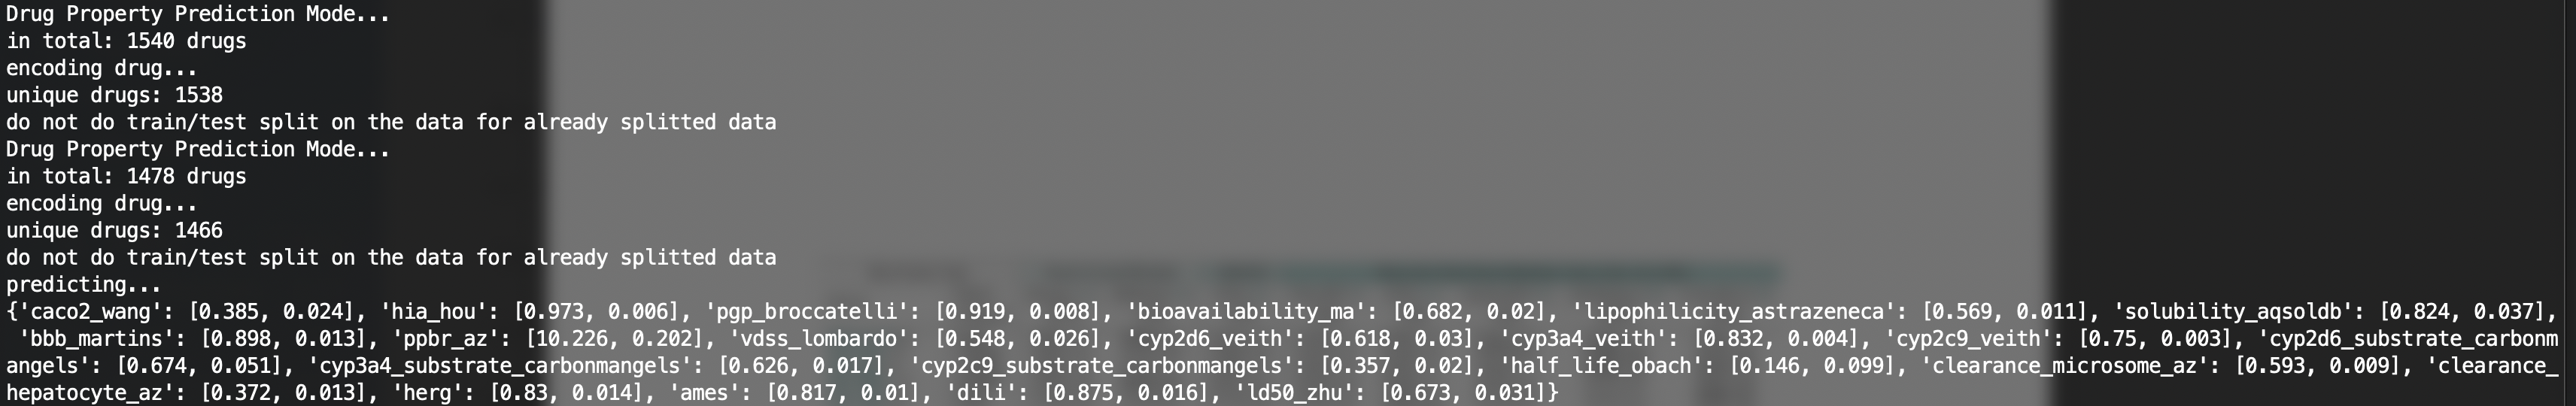 Drug Property Prediction Mode...
in total: 1540 drugs
encoding drug...
unique drugs: 1538
do not do train/test split on the data for already splitted data
Drug Property Prediction Mode...
in total: 1478 drugs
encoding drug...
unique drugs: 1466
do not do train/test split on the data for already splitted data
predicting...
{'caco2_wang': [0.385, 0.024], 'hia_hou': [0.973, 0.006], 'pgp_broccatelli': [0.919, 0.008], 'bioavailability_ma': [0.682, 0.02], 'lipophilicity_astrazeneca': [0.569, 0.011], 'solubility_aqsoldb': [0.824, 0.037],
 'bbb_martins': [0.898, 0.013], 'ppbr_az': [10.226, 0.202], 'vdss_lombardo': [0.548, 0.026], 'cyp2d6_veith': [0.618, 0.03], 'cyp3a4_veith': [0.832, 0.004], 'cyp2c9_veith': [0.75, 0.003], 'cyp2d6_substrate_carbonm
angels': [0.674, 0.051], 'cyp3a4_substrate_carbonmangels': [0.626, 0.017], 'cyp2c9_substrate_carbonmangels': [0.357, 0.02], 'half_life_obach': [0.146, 0.099], 'clearance_microsome_az': [0.593, 0.009], 'clearance_
hepatocyte_az': [0.372, 0.013], 'herg': [0.83, 0.014], 'ames': [0.817, 0.01], 'dili': [0.875, 0.016], 'ld50_zhu': [0.673, 0.031]}